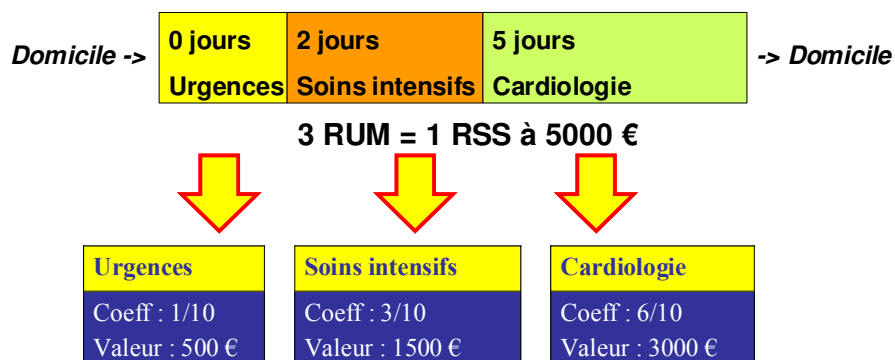 Domicile ->
0 jours
Urgences
2 jours
Soins intensifs
5 jours
Cardiologie
-> Domicile
3 RUM = 1 RSS à 5000 €
Urgences
Coeff : 1/10
Valeur : 500 €
Soins intensifs
Coeff : 3/10
Valeur : 1500 €
Cardiologie
Coeff : 6/10
Valeur : 3000 €